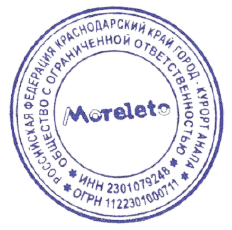 РОССИЙСКАЯ ФЕДЕРАЦИЯ КРАСНОДАРСКИЙ КРАЙ ГОРОД - КУРОРТ АНАПА
ОБЩЕСТВО С ОГРАНИЧЕННОЙ ОТВЕТСТВЕННОСТЬЮ
Moreleto
* ИНН 2301079248 *
* ОГРН 1122301000711 *